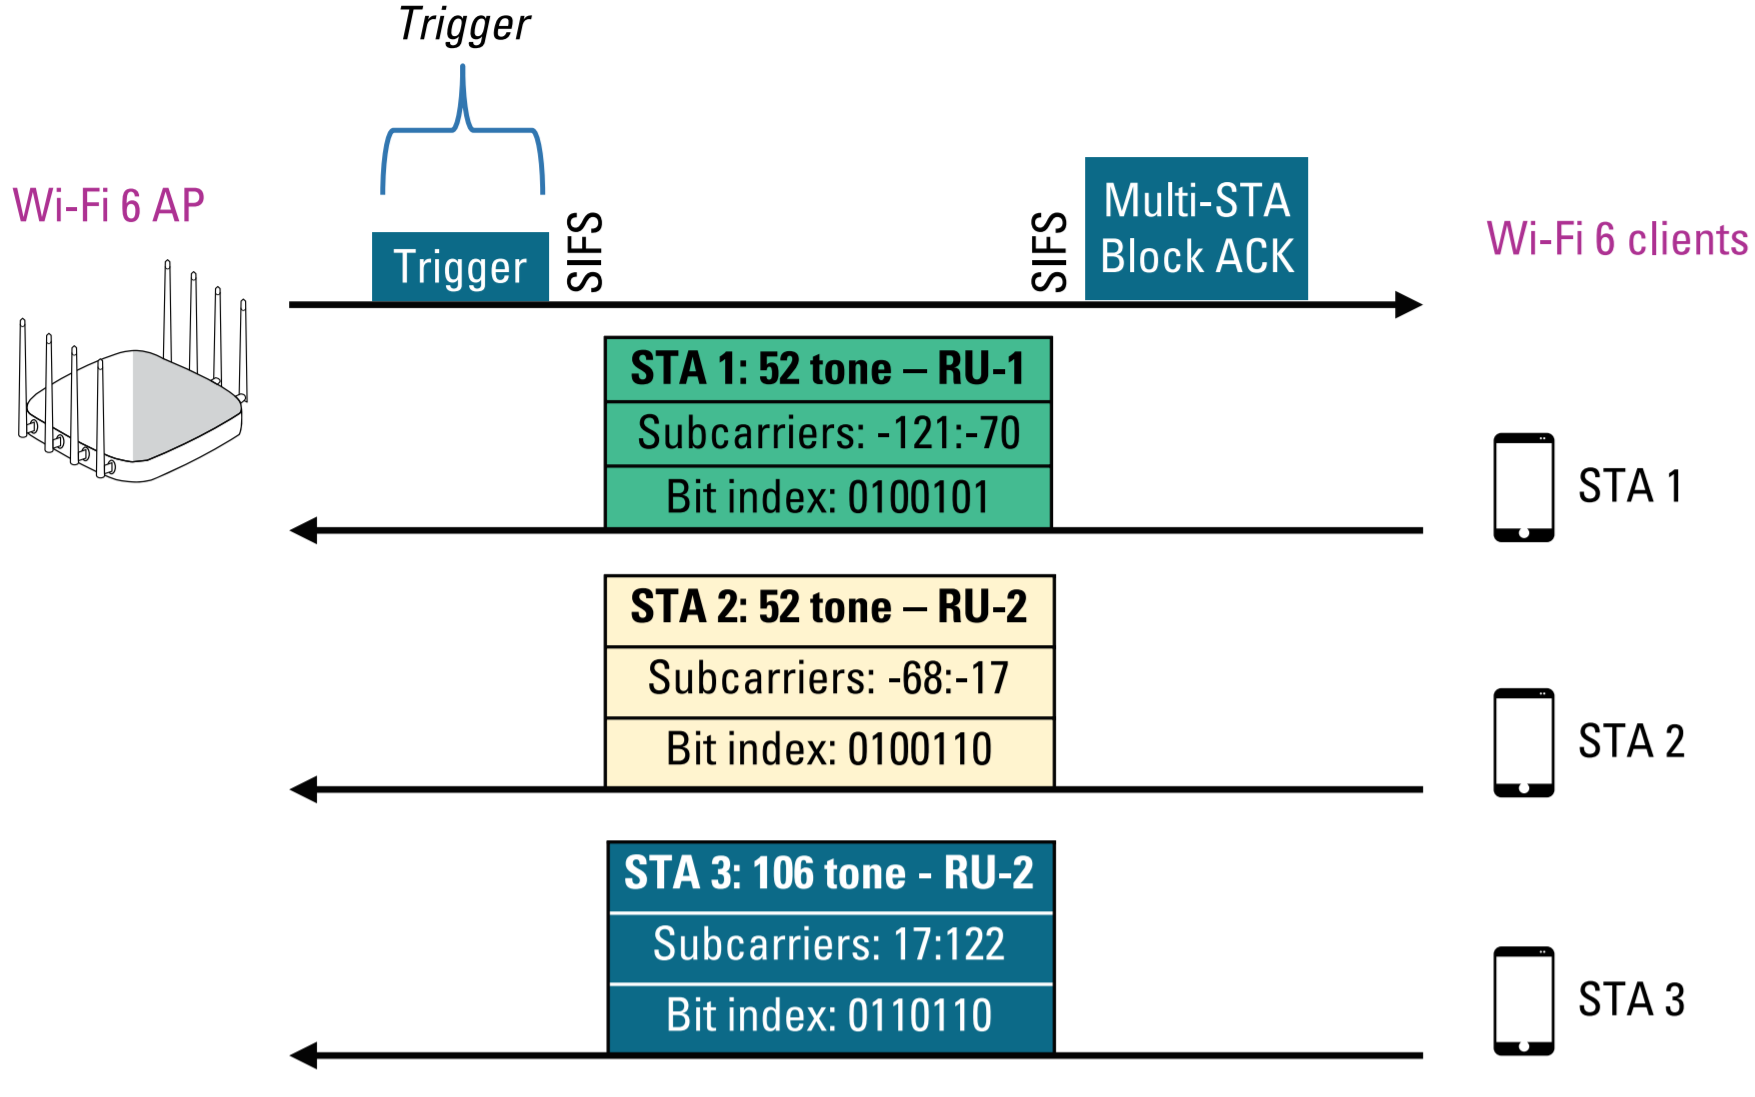 Trigger
Wi-Fi 6 AP
Trigger
SIFS
SIFS
Multi-STA
Block ACK
Wi-Fi 6 clients
STA 1: 52 tone – RU-1
Subcarriers: -121:-70
Bit index: 0100101
STA 1
STA 2: 52 tone – RU-2
Subcarriers: -68:-17
Bit index: 0100110
STA 2
STA 3: 106 tone - RU-2
Subcarriers: 17:122
Bit index: 0110110
STA 3